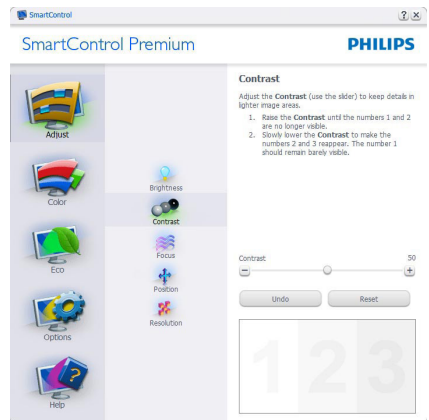 SmartControl
SmartControl Premium
PHILIPS
Adjust
Color
Eco
Options
Help
Brightness
Contrast
Focus
Position
Resolution
Contrast
Adjust the Contrast (use the slider) to keep details in
lighter image areas.
1. Raise the Contrast until the numbers 1 and 2
are no longer visible.
2. Slowly lower the Contrast to make the
numbers 2 and 3 reappear. The number 1
should remain barely visible.
Contrast 50
Undo Reset
1 2 3